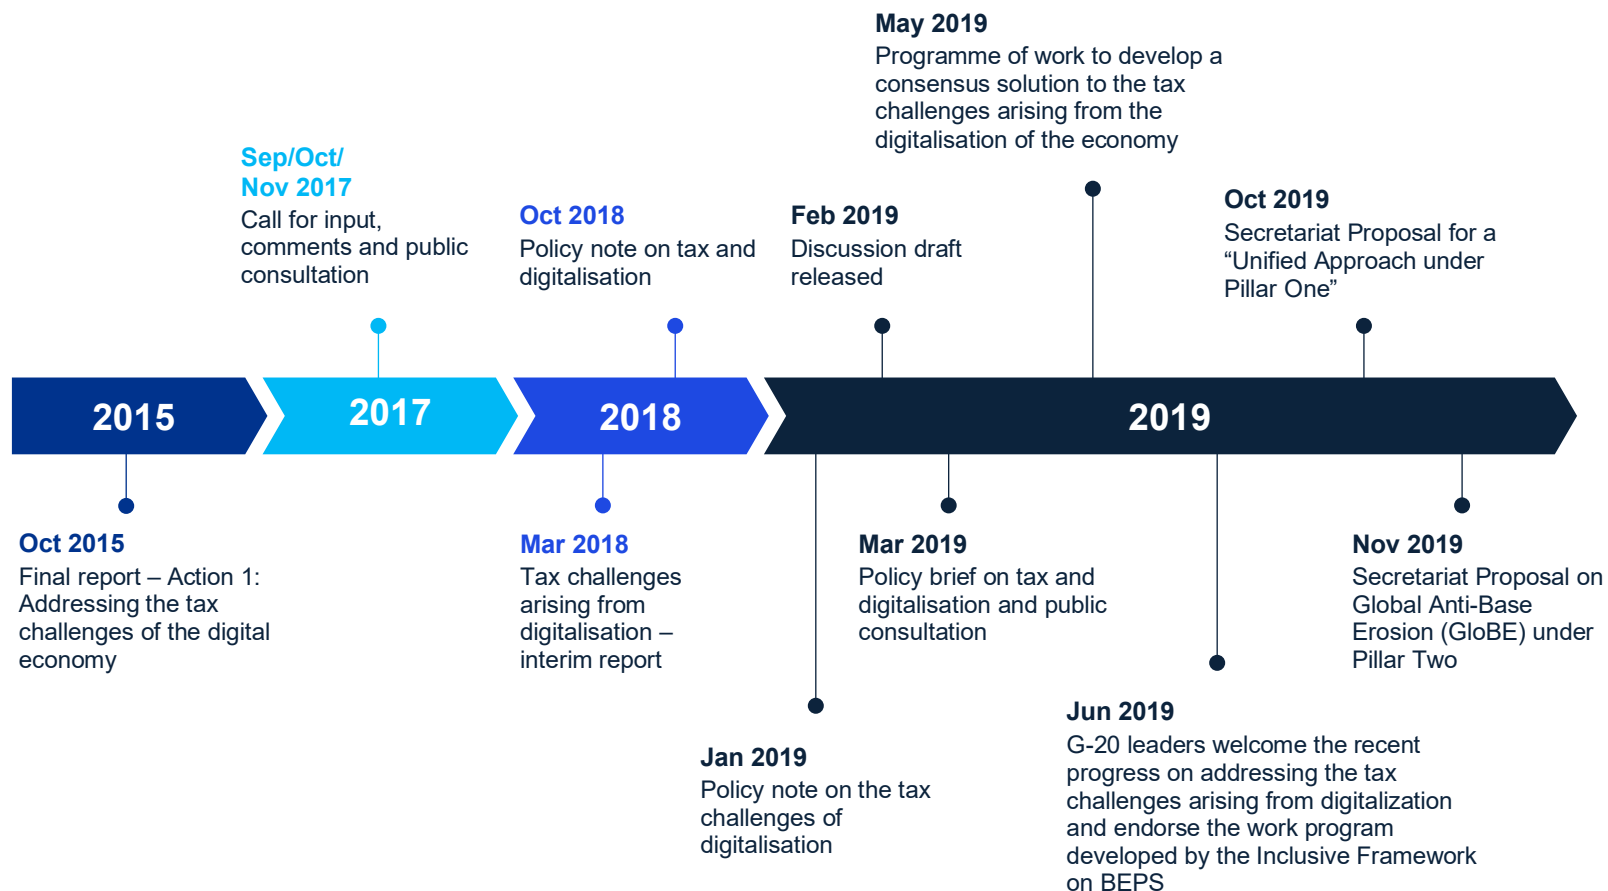 May 2019
Programme of work to develop a
consensus solution to the tax
challenges arising from the
digitalisation of the economy
Sep/Oct/
Nov 2017
Call for input,
comments and public
consultation
Oct 2018
Policy note on tax and
digitalisation
Feb 2019
Discussion draft
released
Oct 2019
Secretariat Proposal for a
“Unified Approach under
Pillar One”
2015
2017
2018
2019
Oct 2015
Final report – Action 1:
Addressing the tax
challenges of the digital
economy
Mar 2018
Tax challenges
arising from
digitalisation –
interim report
Jan 2019
Policy note on the tax
challenges of
digitalisation
Mar 2019
Policy brief on tax and
digitalisation and public
consultation
Jun 2019
G-20 leaders welcome the recent
progress on addressing the tax
challenges arising from digitalization
and endorse the work program
developed by the Inclusive Framework
on BEPS
Nov 2019
Secretariat Proposal on
Global Anti-Base
Erosion (GloBE) under
Pillar Two